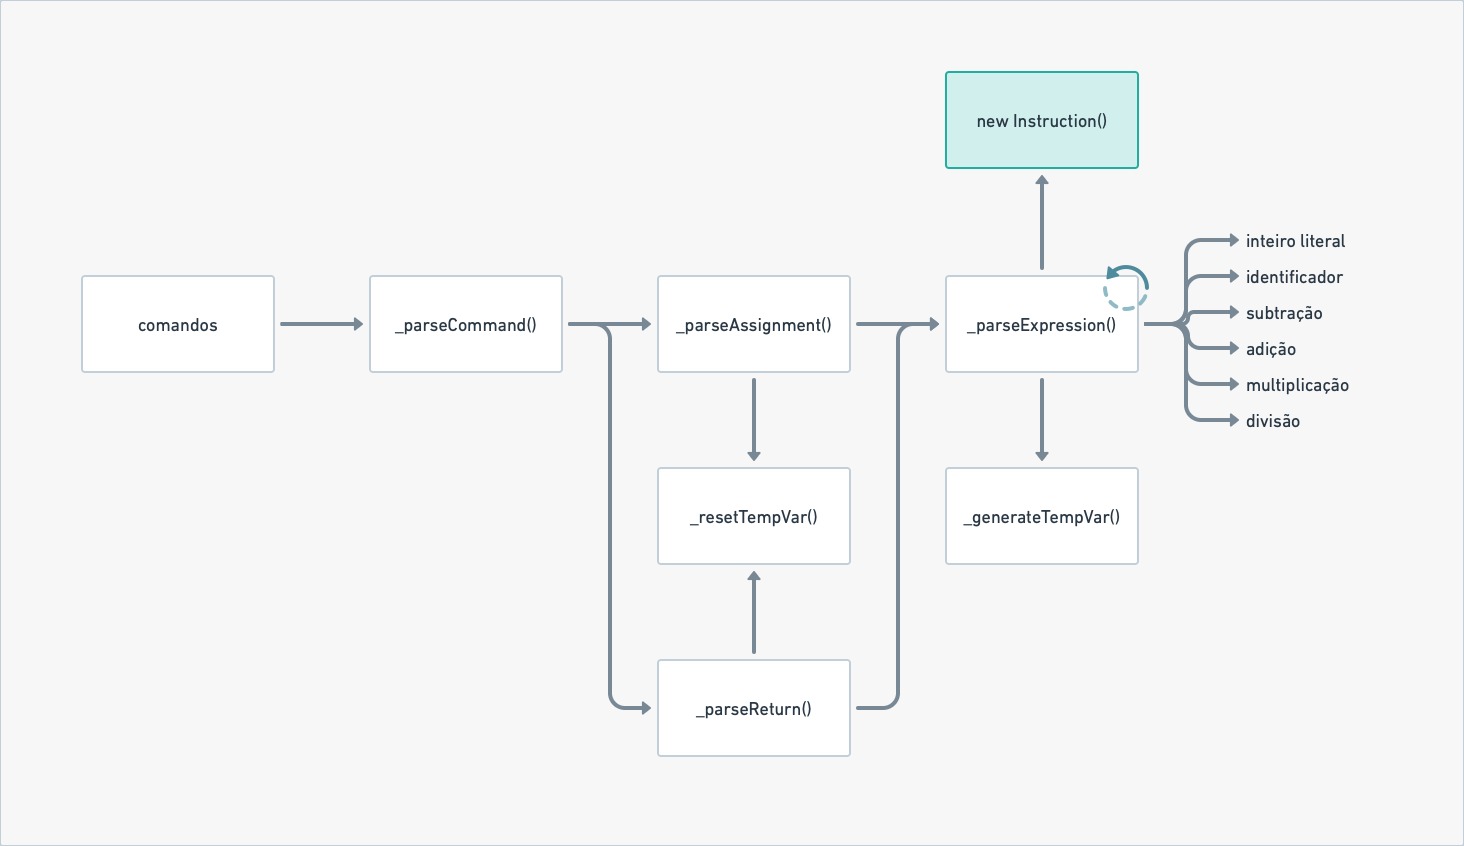 new Instruction()
comandos
_parseCommand()
_parseAssignment()
_parseExpression()
inteiro literal
identificador
subtração
adição
multiplicação
divisão
_resetTempVar()
_generateTempVar()
_parseReturn()